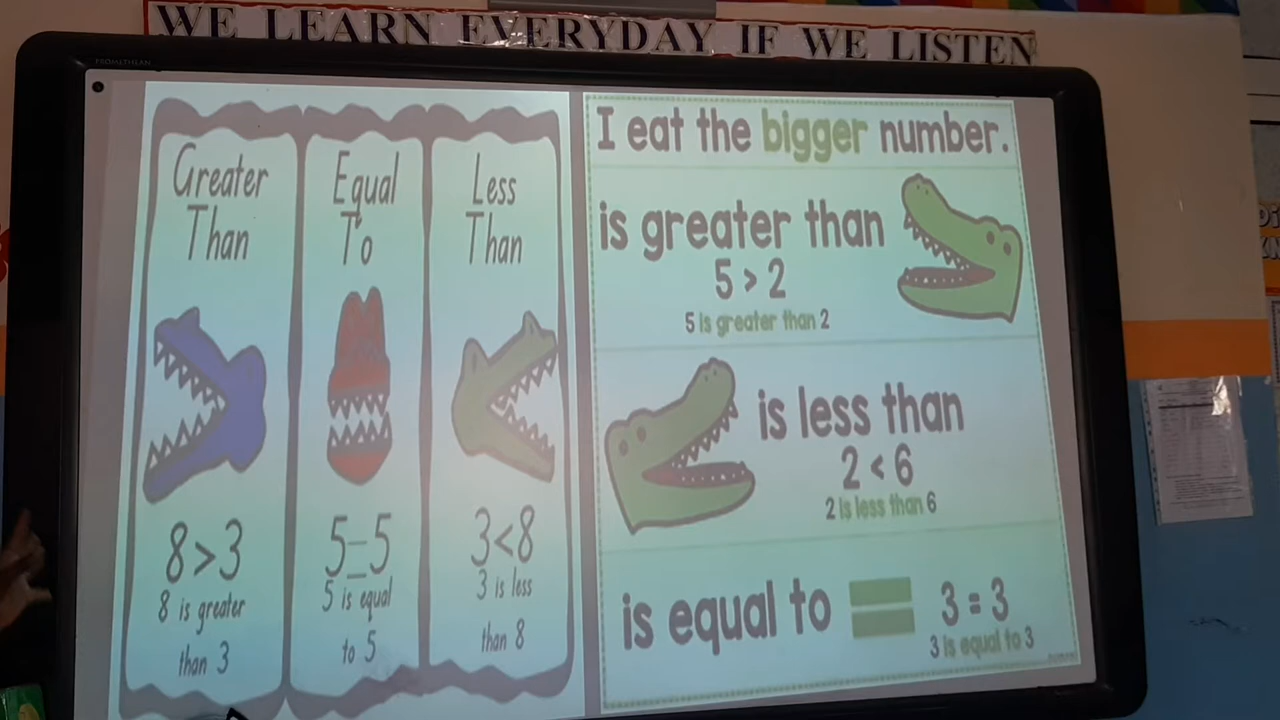 WE LEARN EVERYDAY IF WE LISTEN
PROMETHEAN
Greater
Than
8>3
8 is greater
than 3
Equal
To
5=5
5 is equal
to 5
Less
Than
3<8
3 is less
than 8
I eat the bigger number.
is greater than
5 > 2
5 is greater than 2
is less than
2 < 6
2 is less than 6
is equal to = 3 = 3
3 is equal to 3